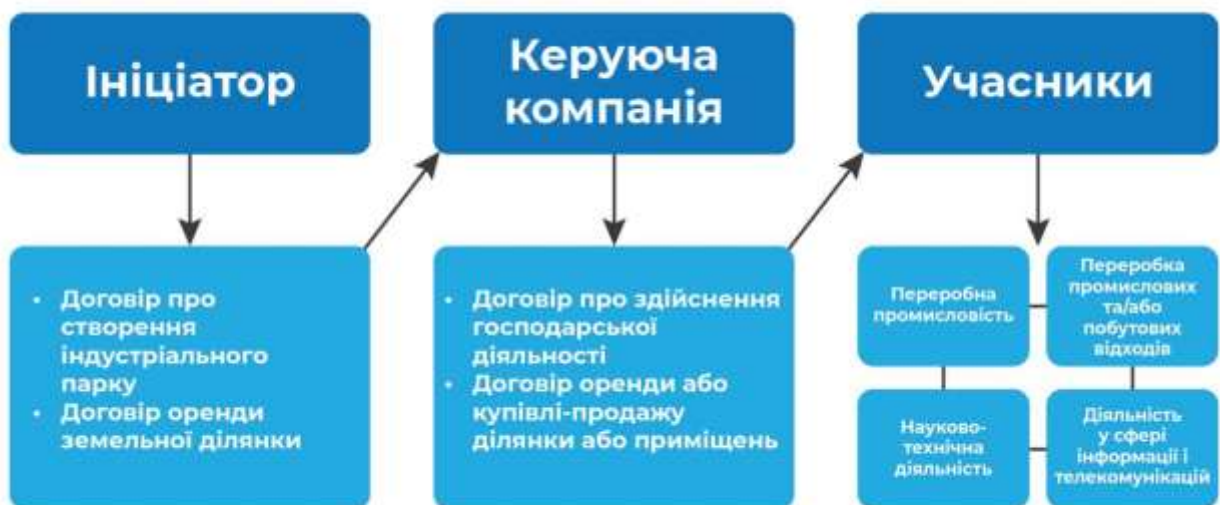 Ініціатор
Керуюча
компанія
Учасники
• Договір про
створення
індустріального
парку
• Договір оренди
земельної ділянки
• Договір про здійснення
господарської
діяльності
• Договір оренди або
купівлі-продажу
ділянки або приміщень
Переробна
промисловість
Переробка
промислових
та/або
побутових
відходів
Науково-
технічна
діяльність
Діяльність
у сфері
інформації і
телекомунікацій